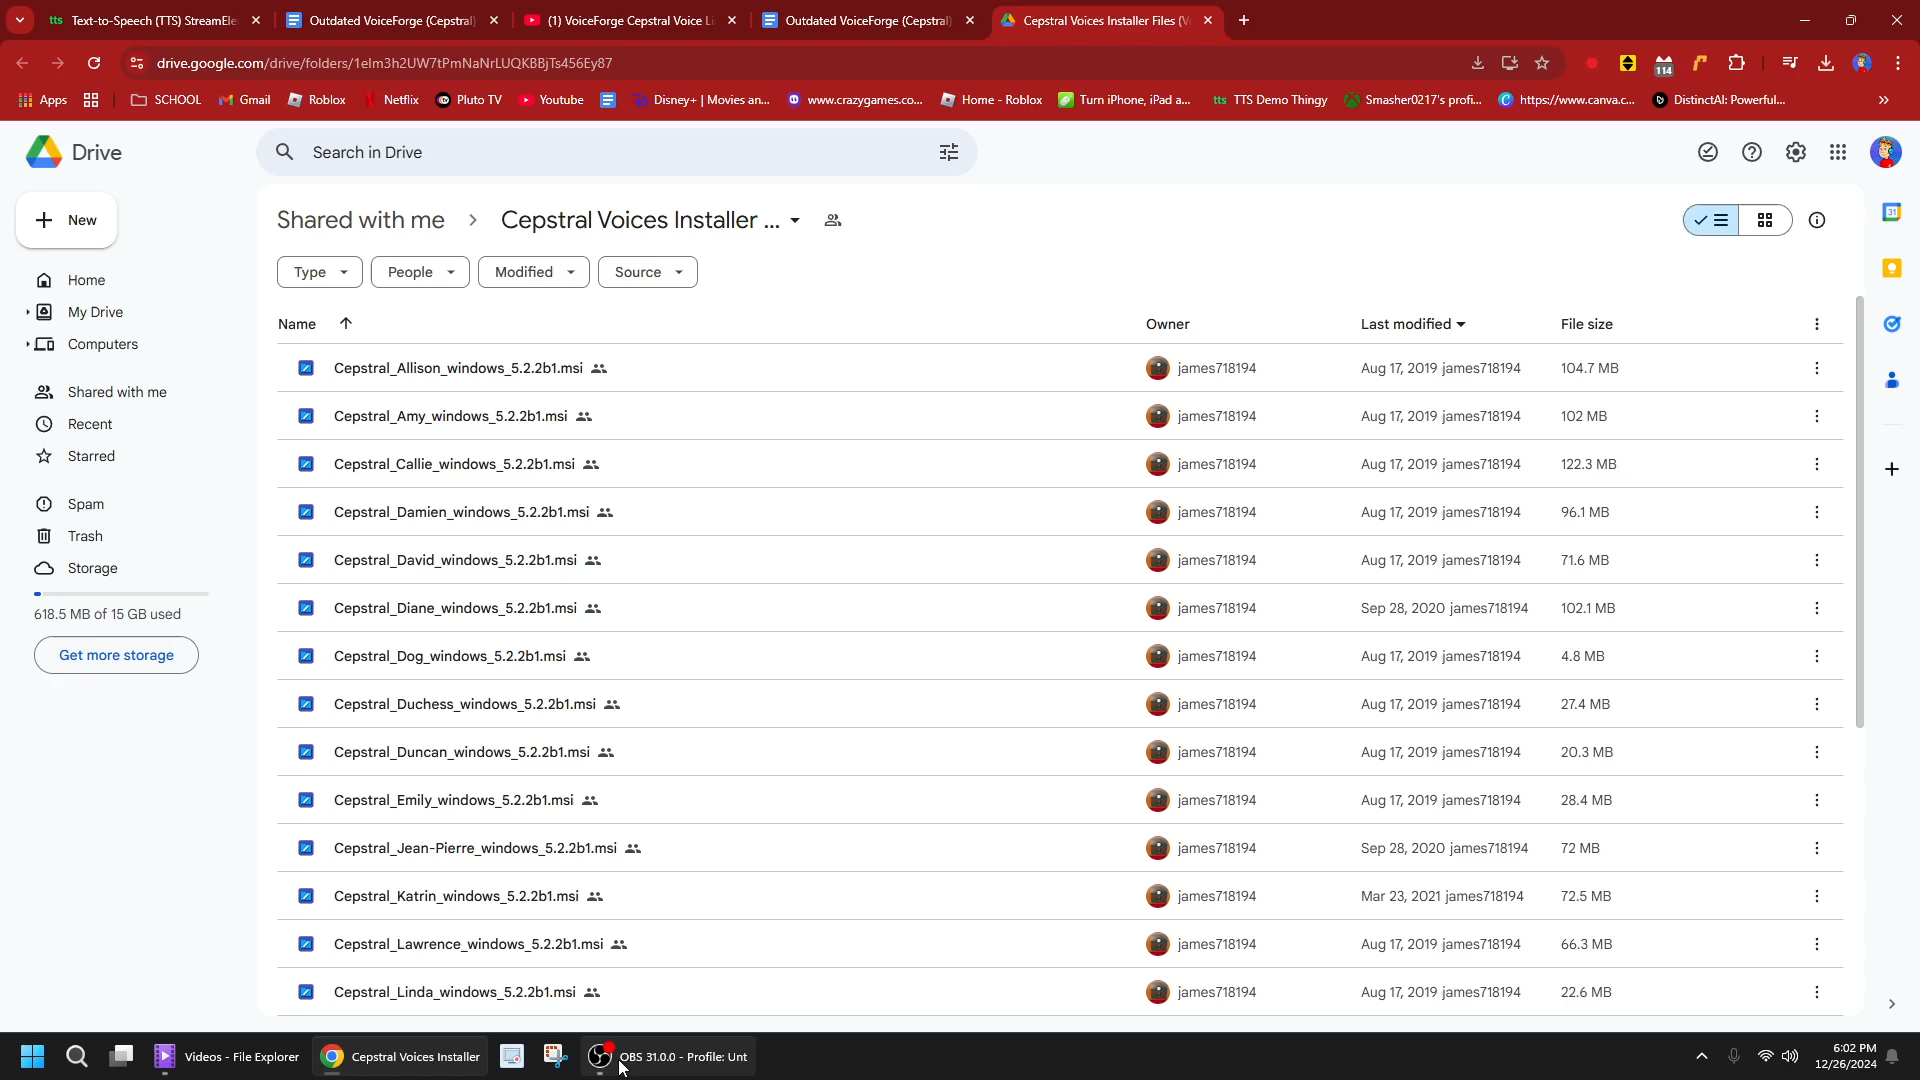 tts Text-to-Speech (TTS) StreamEle
Outdated VoiceForge (Cepstral)
(1) VoiceForge Cepstral Voice Li
Outdated VoiceForge (Cepstral)
Cepstral Voices Installer Files (V
drive.google.com/drive/folders/1elm3h2UW7tPmNaNrLUQKBBjTs456Ey87
114
Apps
SCHOOL
Gmail
Roblox
Netflix
Pluto TV
Youtube
Disney+ | Movies an...
www.crazygames.co...
Home - Roblox
Turn iPhone, iPad a...
tts TTS Demo Thingy
Smasher0217's profi...
https://www.canva.c...
DistinctAI: Powerful...
Drive
Search in Drive
New
Shared with me
Cepstral Voices Installer ...
Type
People
Modified
Source
31
Home
My Drive
Computers
Shared with me
Recent
Starred
Spam
Trash
Storage
618.5 MB of 15 GB used
Get more storage
Name Owner Last modified File size
Cepstral_Allison_windows_5.2.2b1.msi james718194 Aug 17, 2019 james718194 104.7 MB
Cepstral_Amy_windows_5.2.2b1.msi james718194 Aug 17, 2019 james718194 102 MB
Cepstral_Callie_windows_5.2.2b1.msi james718194 Aug 17, 2019 james718194 122.3 MB
Cepstral_Damien_windows_5.2.2b1.msi james718194 Aug 17, 2019 james718194 96.1 MB
Cepstral_David_windows_5.2.2b1.msi james718194 Aug 17, 2019 james718194 71.6 MB
Cepstral_Diane_windows_5.2.2b1.msi james718194 Sep 28, 2020 james718194 102.1 MB
Cepstral_Dog_windows_5.2.2b1.msi james718194 Aug 17, 2019 james718194 4.8 MB
Cepstral_Duchess_windows_5.2.2b1.msi james718194 Aug 17, 2019 james718194 27.4 MB
Cepstral_Duncan_windows_5.2.2b1.msi james718194 Aug 17, 2019 james718194 20.3 MB
Cepstral_Emily_windows_5.2.2b1.msi james718194 Aug 17, 2019 james718194 28.4 MB
Cepstral_Jean-Pierre_windows_5.2.2b1.msi james718194 Sep 28, 2020 james718194 72 MB
Cepstral_Katrin_windows_5.2.2b1.msi james718194 Mar 23, 2021 james718194 72.5 MB
Cepstral_Lawrence_windows_5.2.2b1.msi james718194 Aug 17, 2019 james718194 66.3 MB
Cepstral_Linda_windows_5.2.2b1.msi james718194 Aug 17, 2019 james718194 22.6 MB
Videos - File Explorer
Cepstral Voices Installer
OBS 31.0.0 - Profile: Unt
6:02 PM
12/26/2024